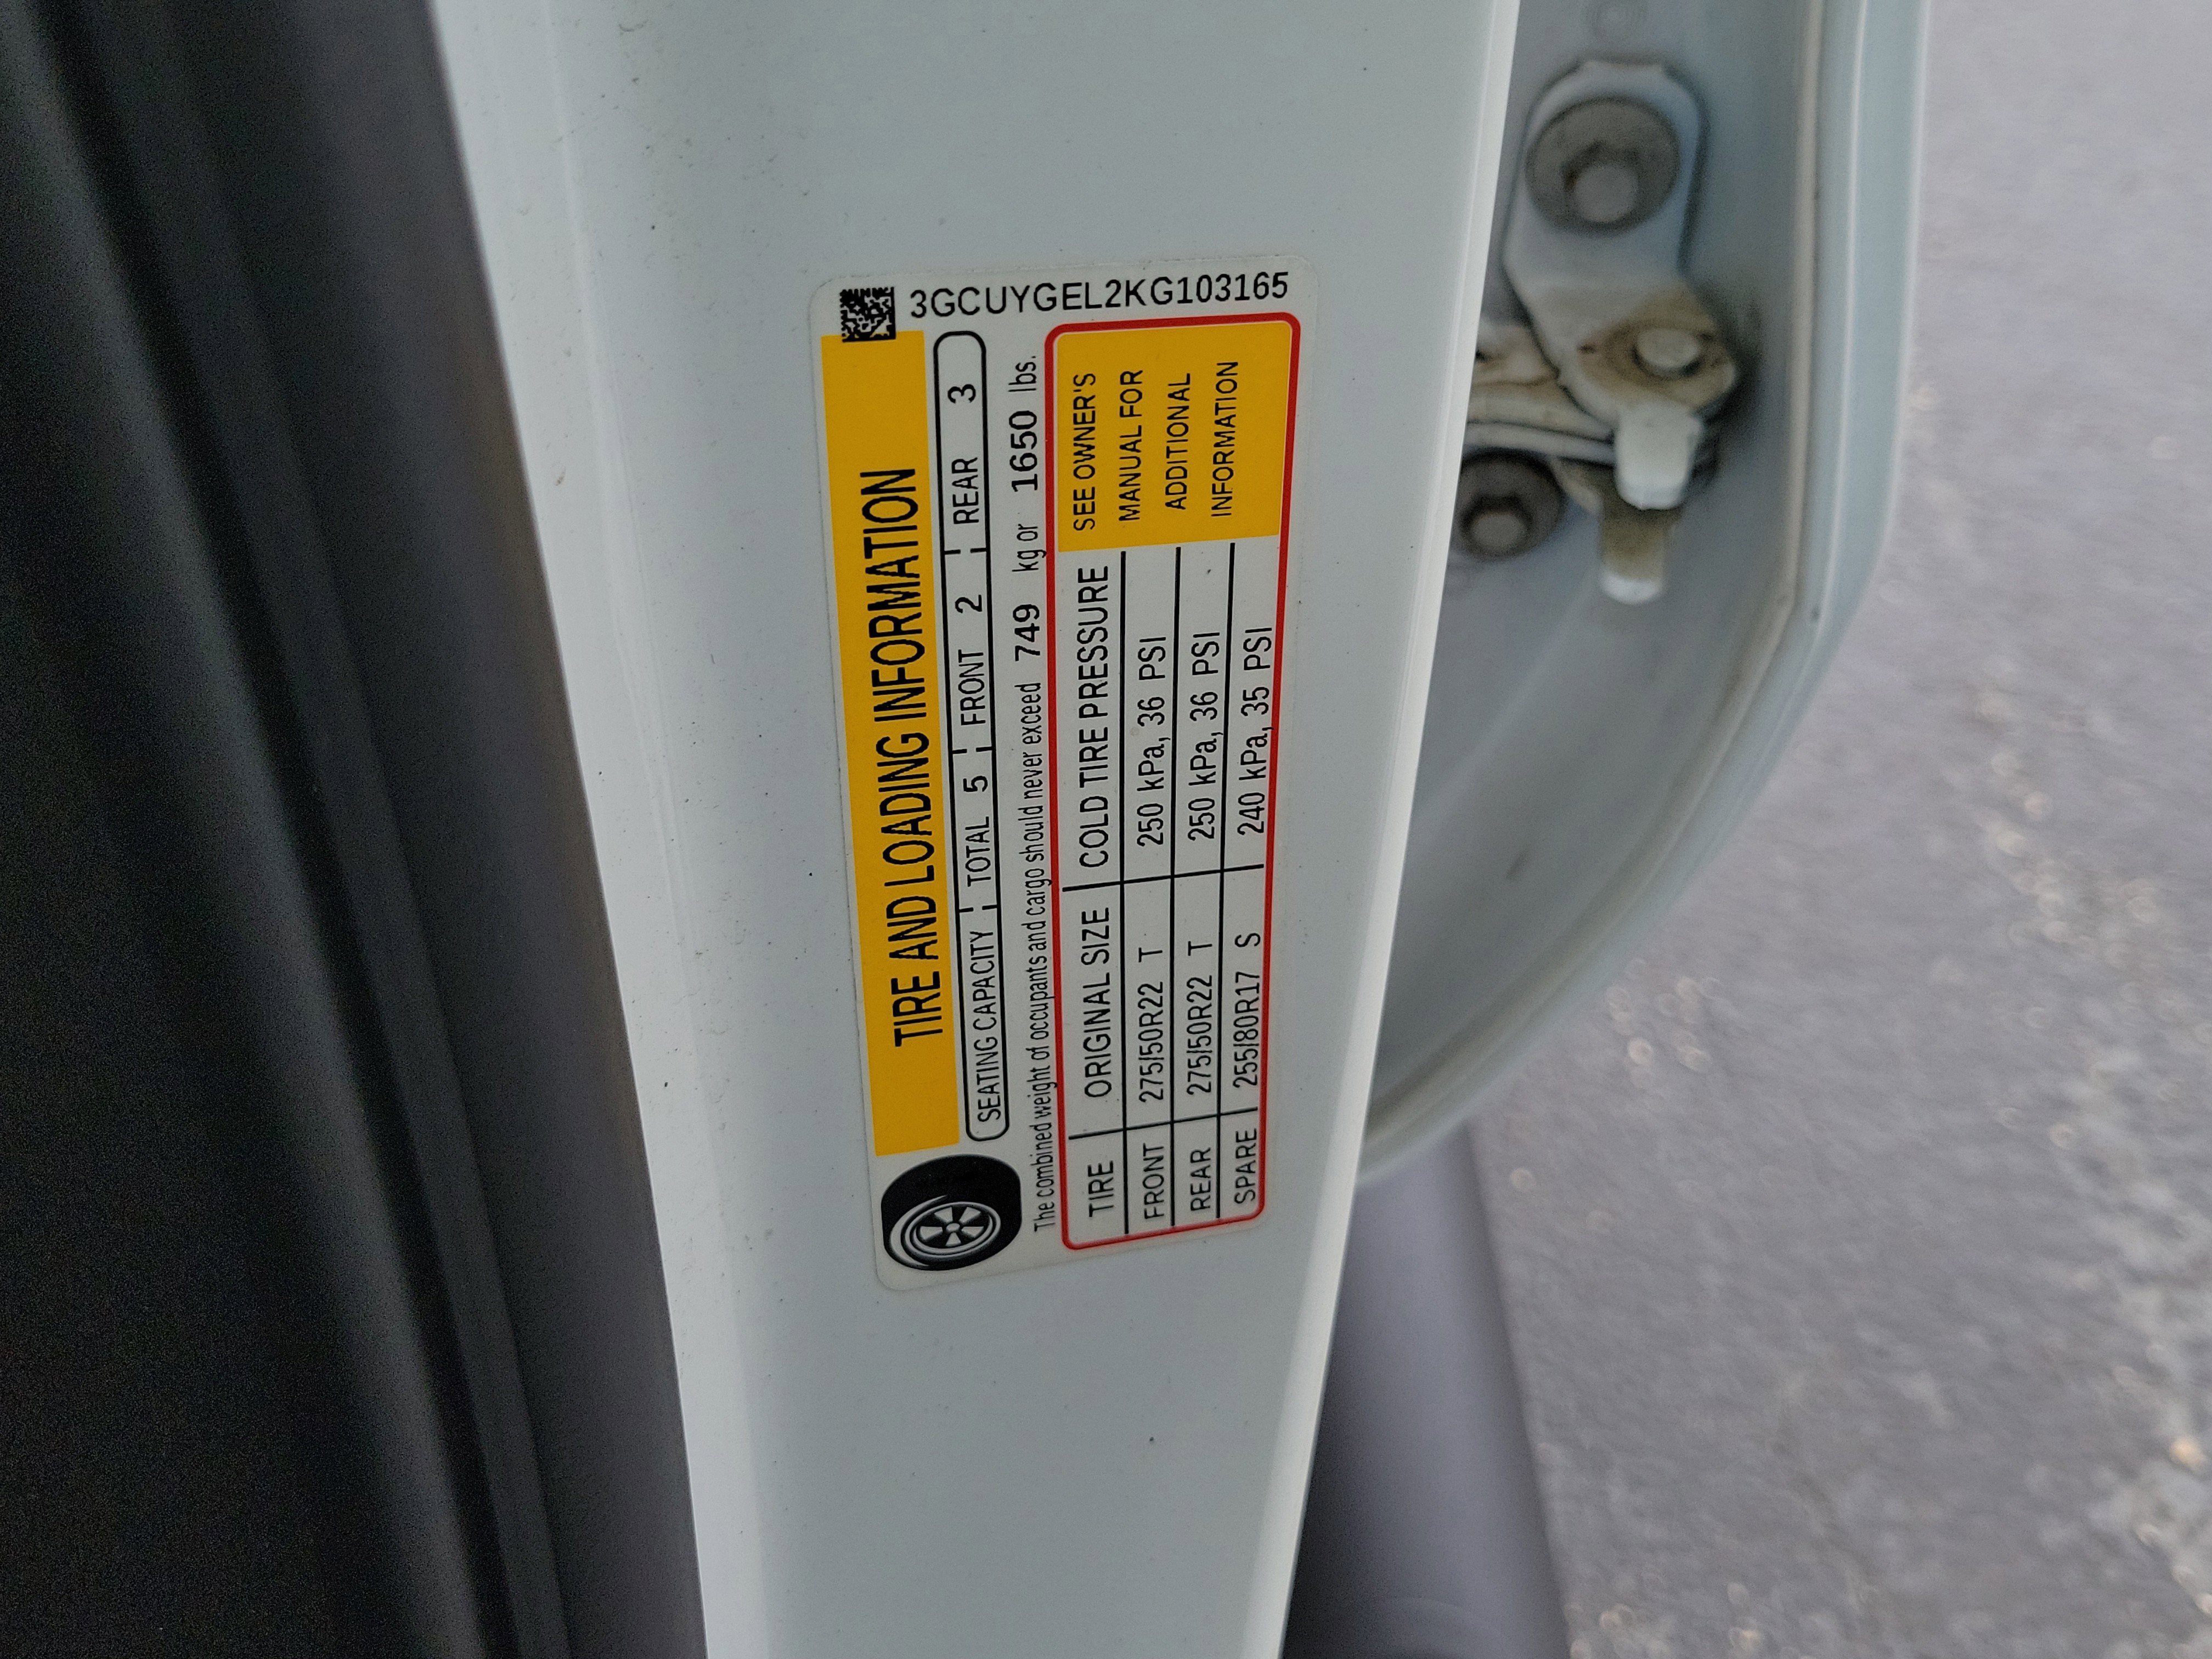 3GCUYGEL2KG103165
TIRE AND LOADING INFORMATION
SEATING CAPACITY TOTAL 5 FRONT 2 REAR 3
The combined weight of occupants and cargo should never exceed 749 kg or 1650 lbs.
TIRE ORIGINAL SIZE COLD TIRE PRESSURE
FRONT 275/50R22 T 250 kPa, 36 PSI
REAR 275/50R22 T 250 kPa, 36 PSI
SPARE 255/80R17 S 240 kPa, 35 PSI
SEE OWNER'S
MANUAL FOR
ADDITIONAL
INFORMATION